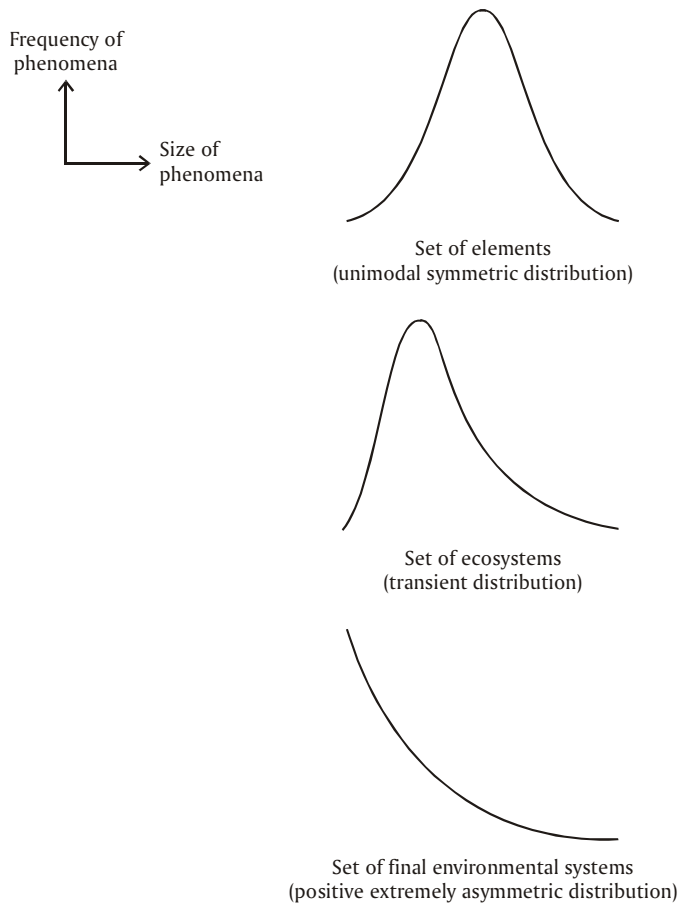 Frequency of
phenomena
Size of
phenomena
Set of elements
(unimodal symmetric distribution)
Set of ecosystems
(transient distribution)
Set of final environmental systems
(positive extremely asymmetric distribution)